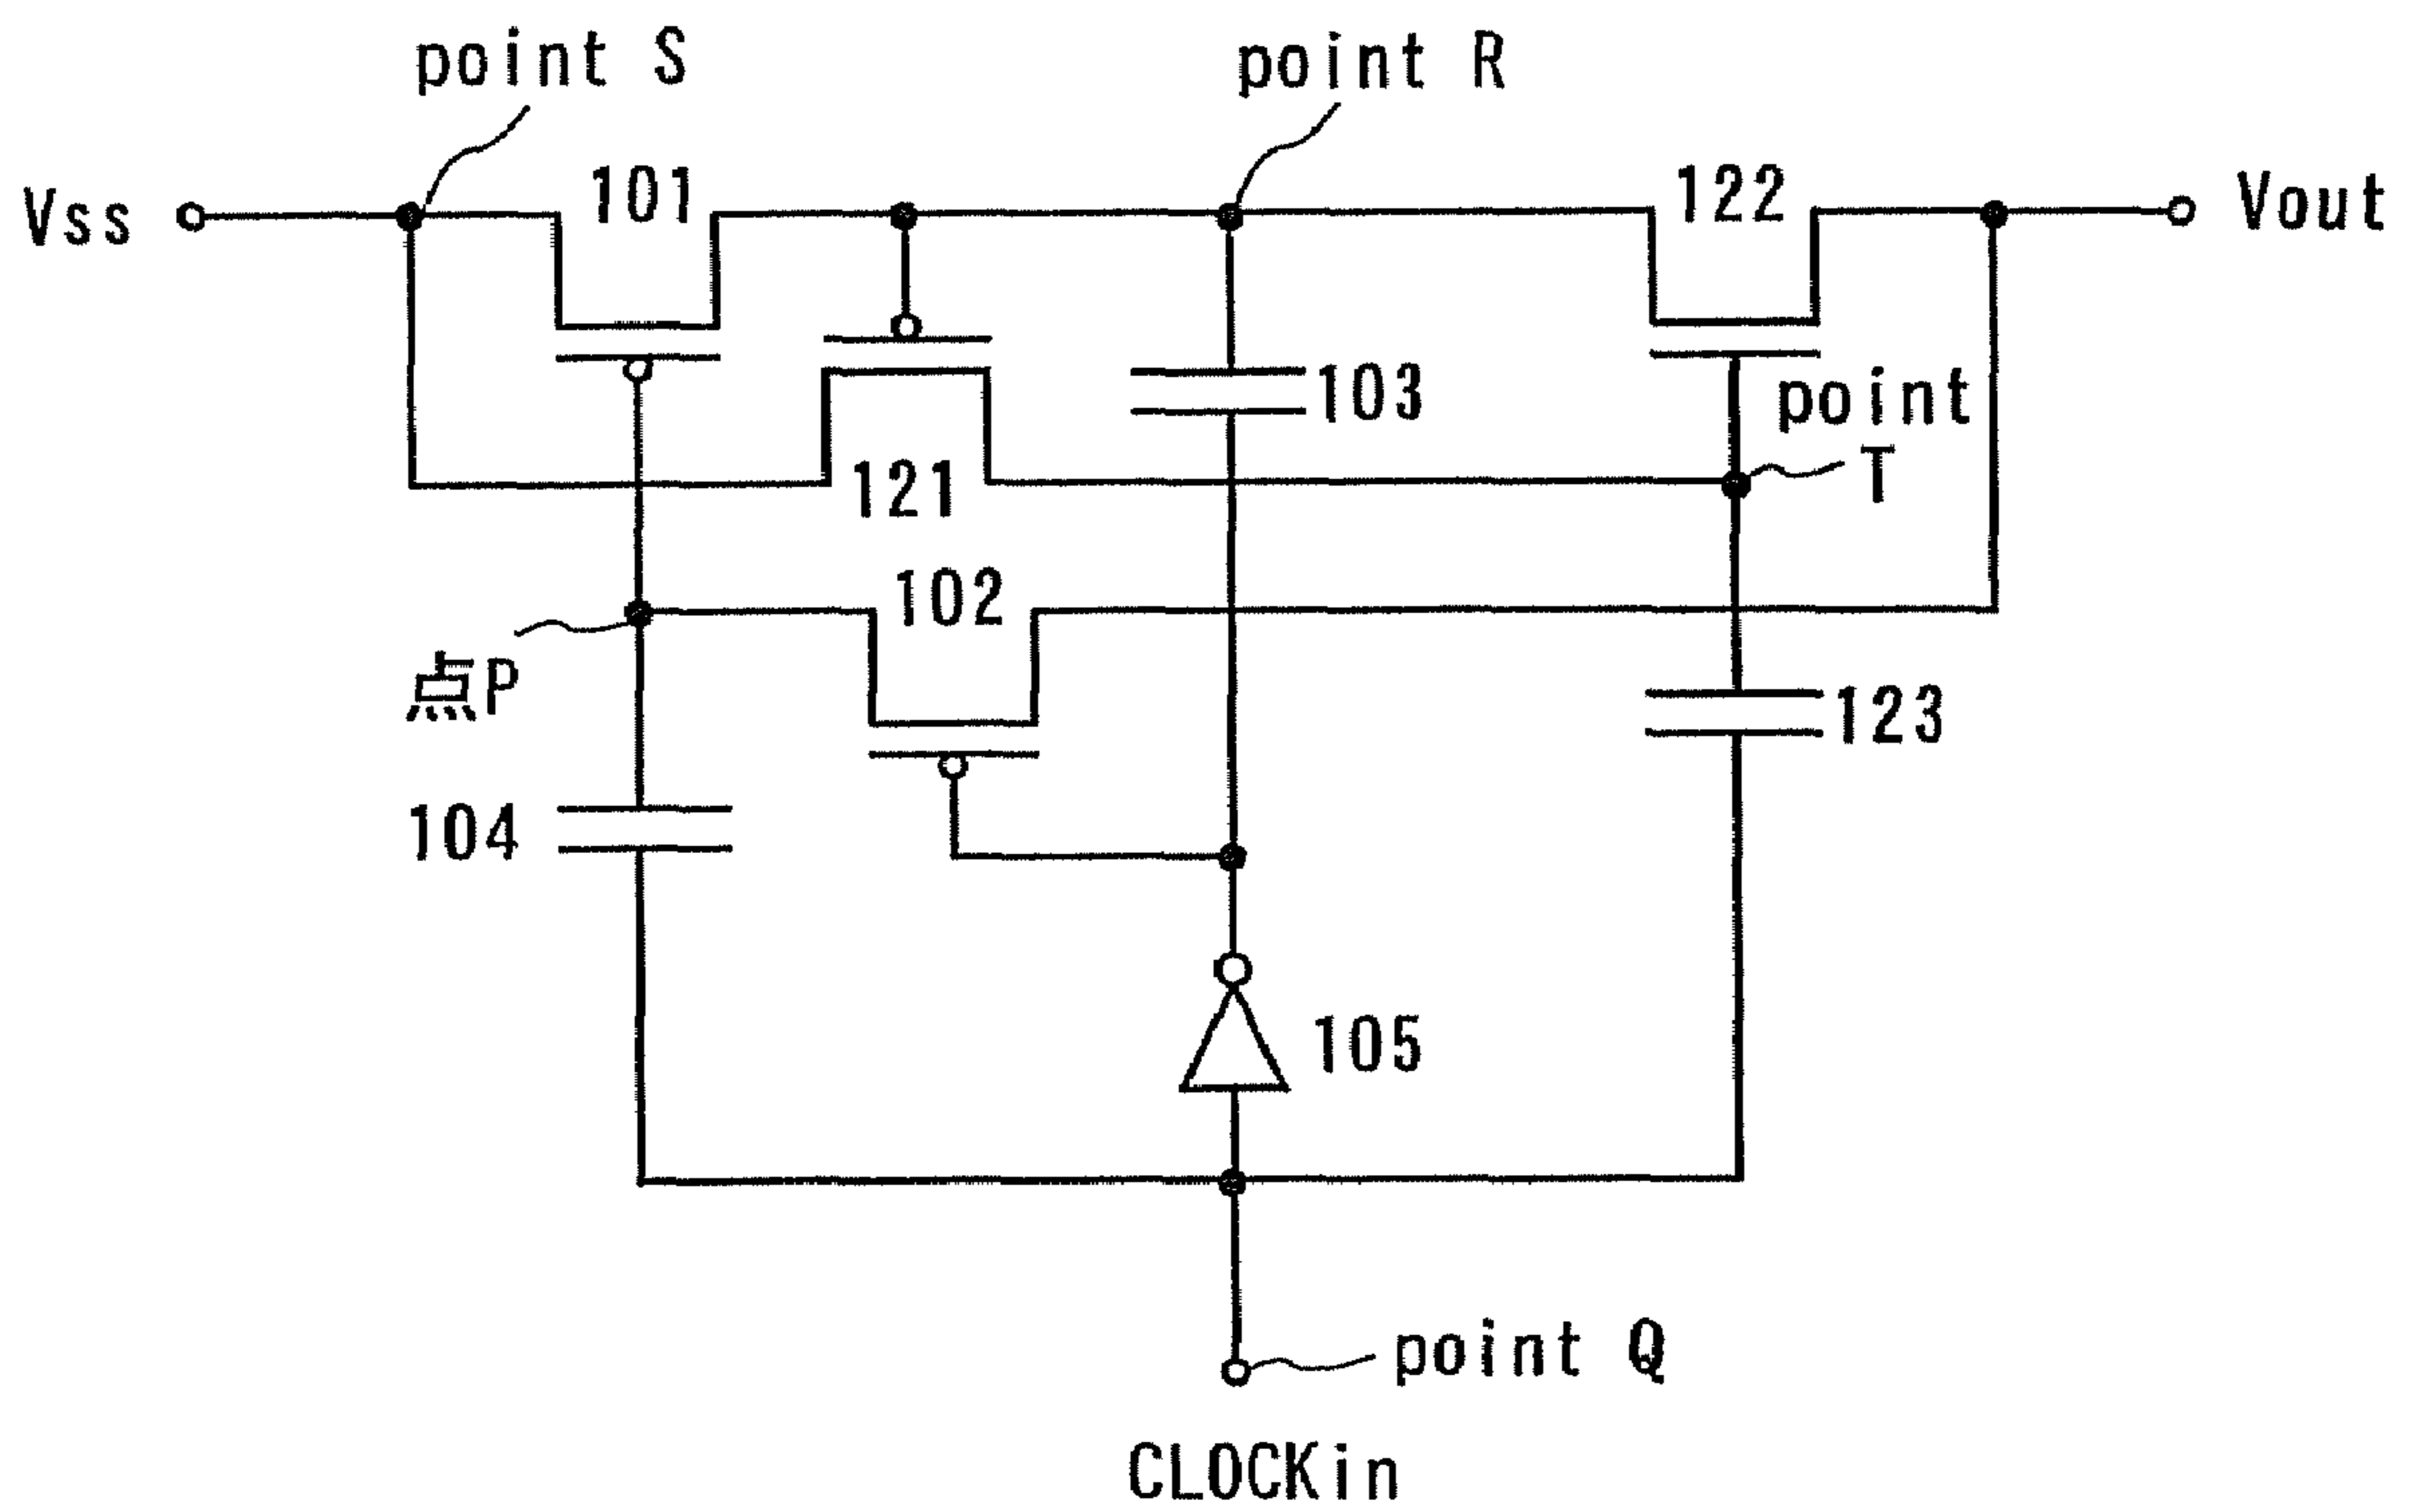 point S
point R
Vss
101
122
Vout
103
point
T
121
102
点P
123
104
105
point Q
CLOCKin